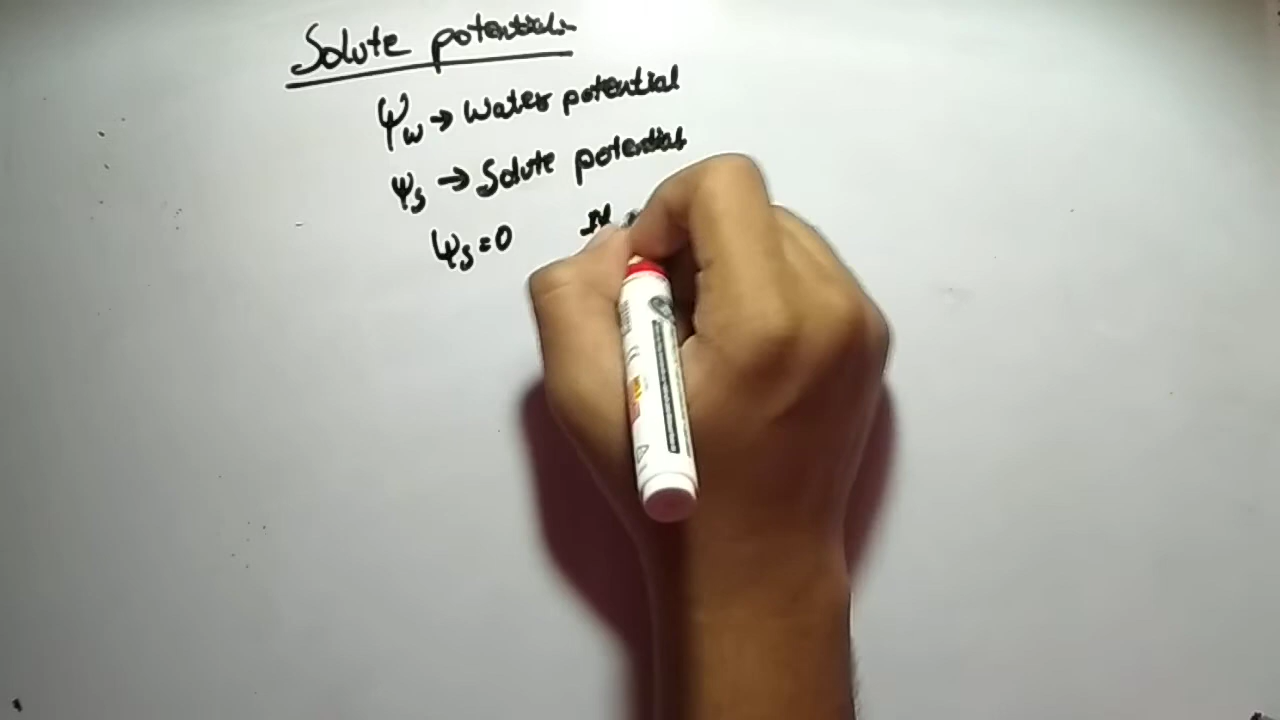 Solute potential
Ψw → Water potential
Ψs → Solute potential
Ψs = 0